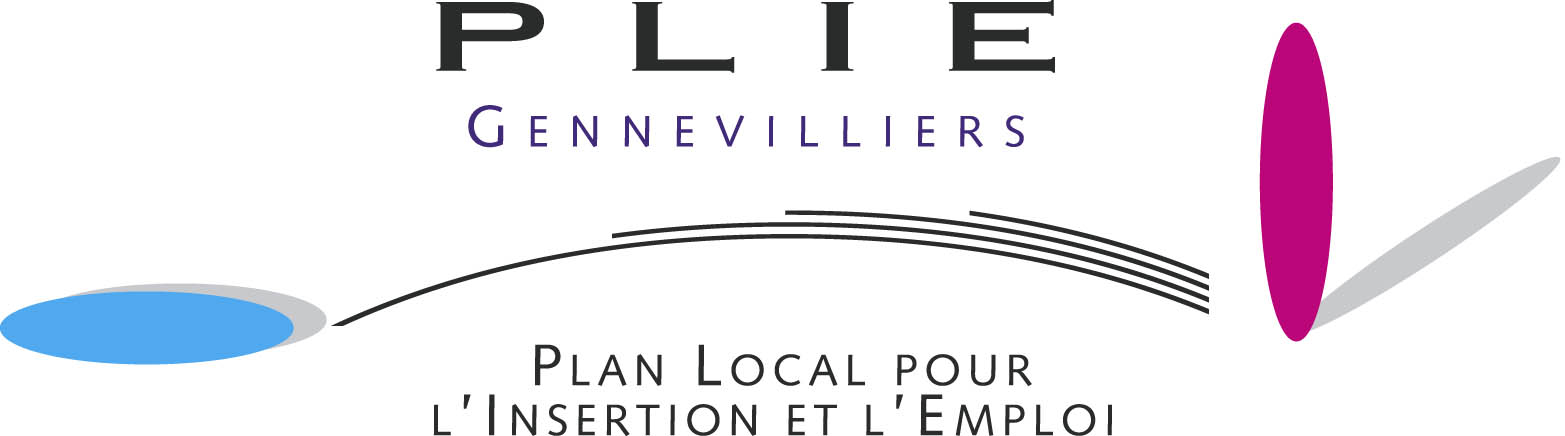 PLIE
GENNEVILLIERS
PLAN LOCAL POUR
L'INSERTION ET L'EMPLOI